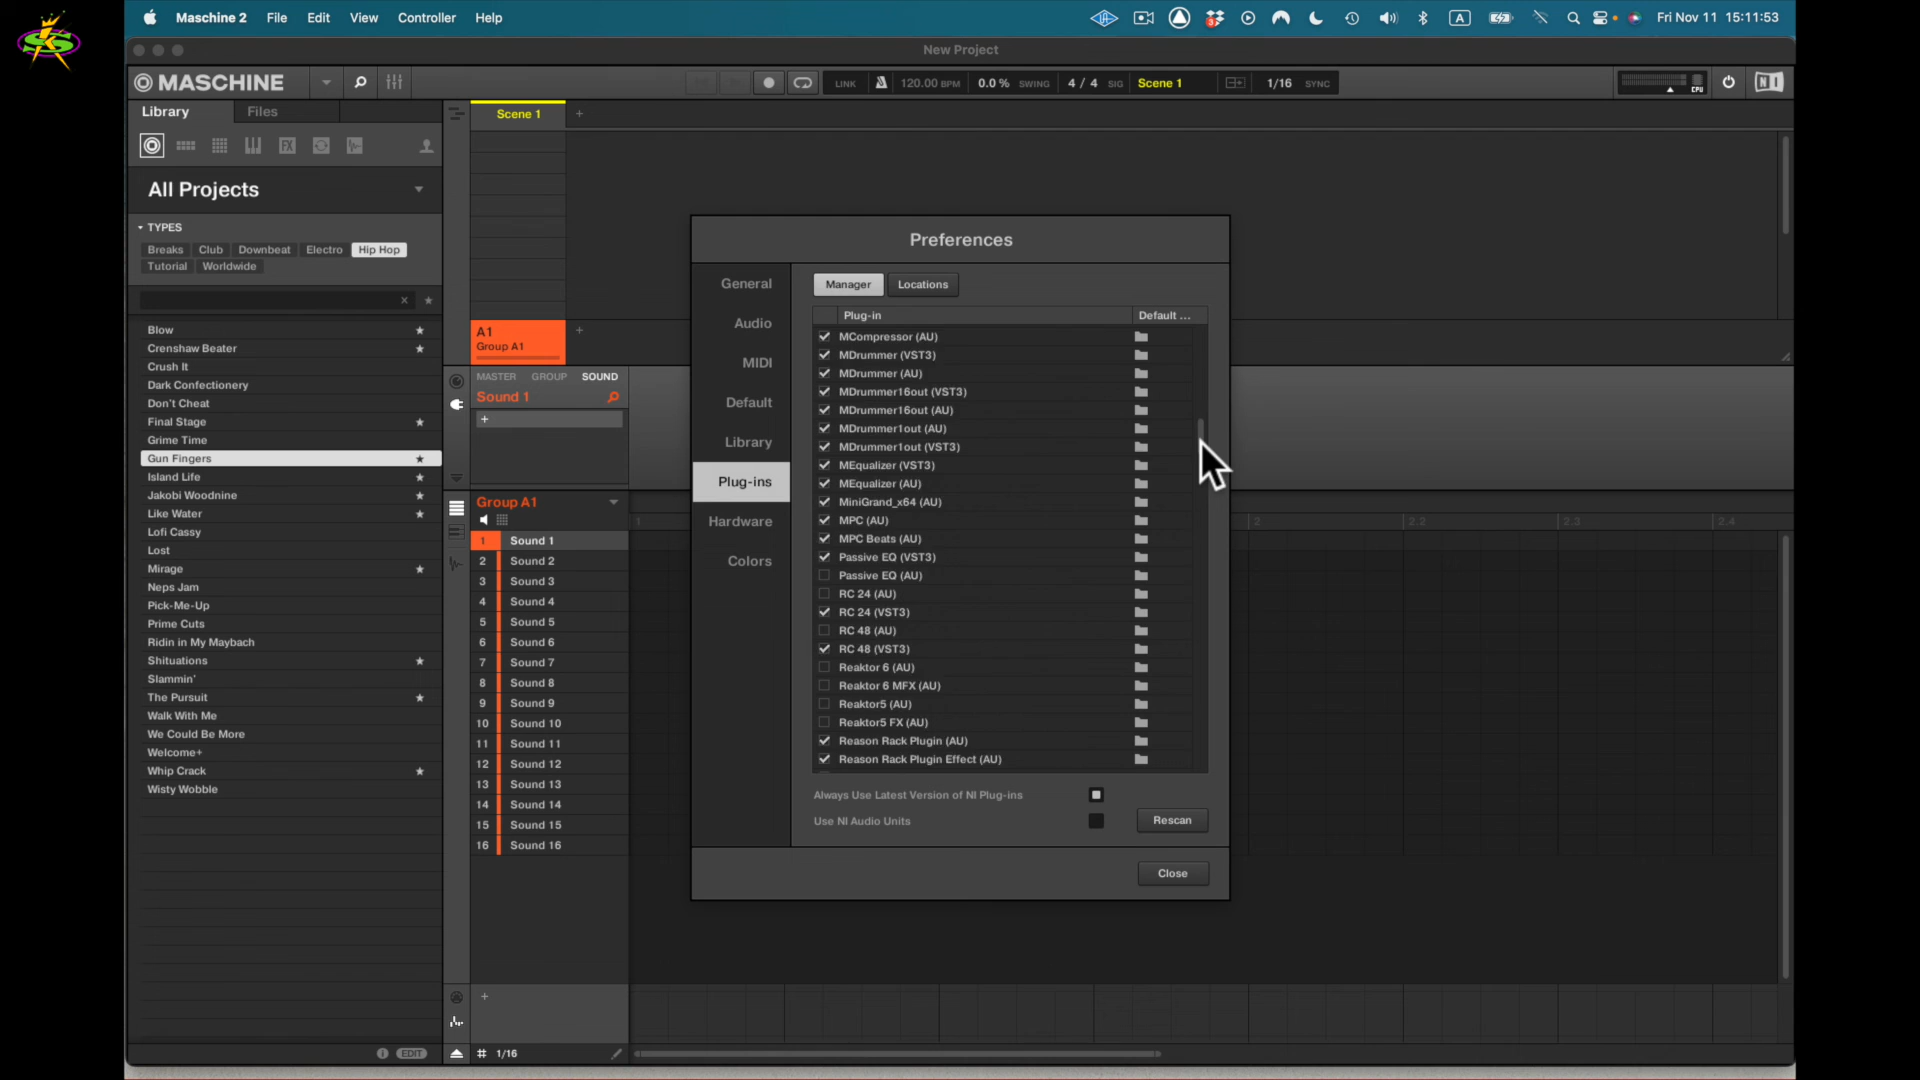 Maschine 2 File Edit View Controller Help
3
A
Fri Nov 11 15:11:53
New Project
MASCHINE
LINK 120.00 BPM 0.0 % SWING 4 / 4 SIG Scene 1 1/16 SYNC
CPU
NI
Library Files
Scene 1 +
FX
All Projects
TYPES
Breaks Club Downbeat Electro Hip Hop
Tutorial Worldwide
Blow
Crenshaw Beater
Crush It
Dark Confectionery
Don't Cheat
Final Stage
Grime Time
Gun Fingers
Island Life
Jakobi Woodnine
Like Water
Lofi Cassy
Lost
Mirage
Neps Jam
Pick-Me-Up
Prime Cuts
Ridin in My Maybach
Shituations
Slammin'
The Pursuit
Walk With Me
We Could Be More
Welcome+
Whip Crack
Wisty Wobble
EDIT
A1 +
Group A1
MASTER GROUP SOUND
Sound 1
+
Group A1
1 Sound 1
2 Sound 2
3 Sound 3
4 Sound 4
5 Sound 5
6 Sound 6
7 Sound 7
8 Sound 8
9 Sound 9
10 Sound 10
11 Sound 11
12 Sound 12
13 Sound 13
14 Sound 14
15 Sound 15
16 Sound 16
+
# 1/16
1 2 2.2 2.3 2.4
Preferences
General
Audio
MIDI
Default
Library
Plug-ins
Hardware
Colors
Manager Locations
Plug-in Default ...
MCompressor (AU)
MDrummer (VST3)
MDrummer (AU)
MDrummer16out (VST3)
MDrummer16out (AU)
MDrummer1out (AU)
MDrummer1out (VST3)
MEqualizer (VST3)
MEqualizer (AU)
MiniGrand_x64 (AU)
MPC (AU)
MPC Beats (AU)
Passive EQ (VST3)
Passive EQ (AU)
RC 24 (AU)
RC 24 (VST3)
RC 48 (AU)
RC 48 (VST3)
Reaktor 6 (AU)
Reaktor 6 MFX (AU)
Reaktor5 (AU)
Reaktor5 FX (AU)
Reason Rack Plugin (AU)
Reason Rack Plugin Effect (AU)
Always Use Latest Version of NI Plug-ins
Use NI Audio Units
Rescan
Close